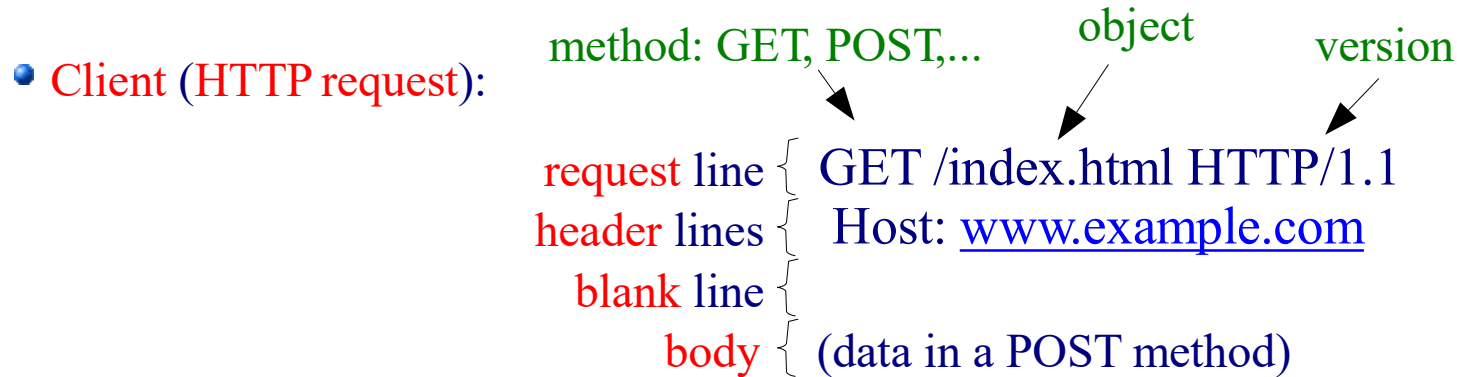 method: GET, POST,...
object
version
Client (HTTP request):
request line
GET /index.html HTTP/1.1
header lines
Host: www.example.com
blank line
body
(data in a POST method)